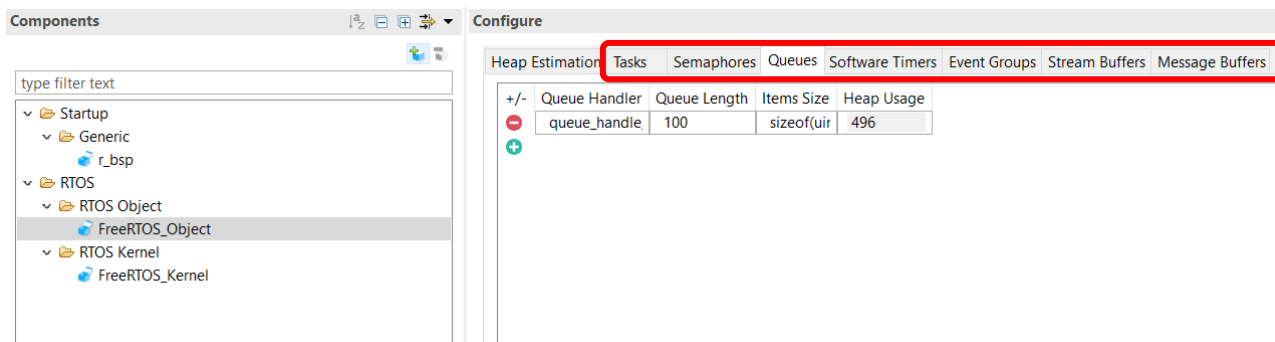 Components
type filter text
Startup
Generic
r_bsp
RTOS
RTOS Object
FreeRTOS_Object
RTOS Kernel
FreeRTOS_Kernel
Configure
Heap Estimation Tasks Semaphores Queues Software Timers Event Groups Stream Buffers Message Buffers
+/- Queue Handler Queue Length Items Size Heap Usage
queue_handle_ 100 sizeof(uin 496